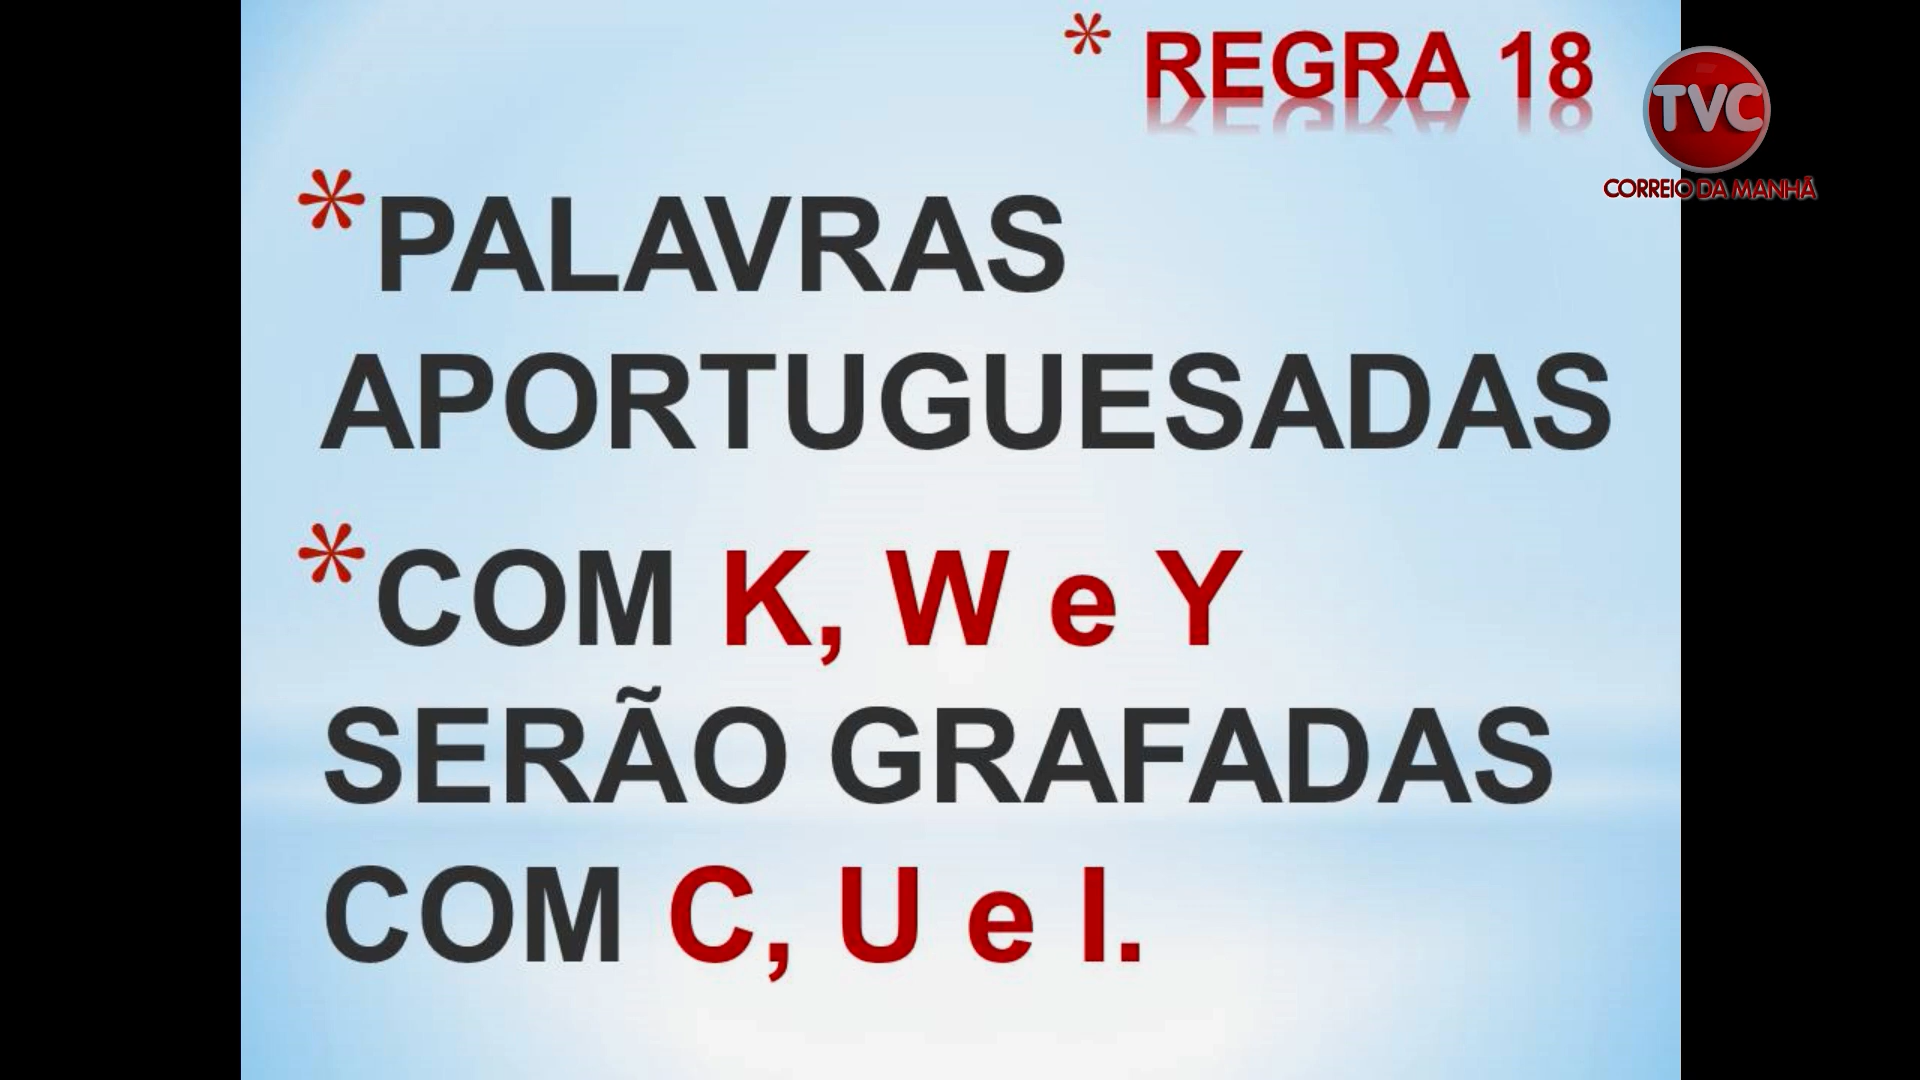 * REGRA 18
TVC
CORREIO DA MANHÃ
*PALAVRAS
APORTUGUESADAS
*COM K, W e Y
SERÃO GRAFADAS
COM C, U e I.